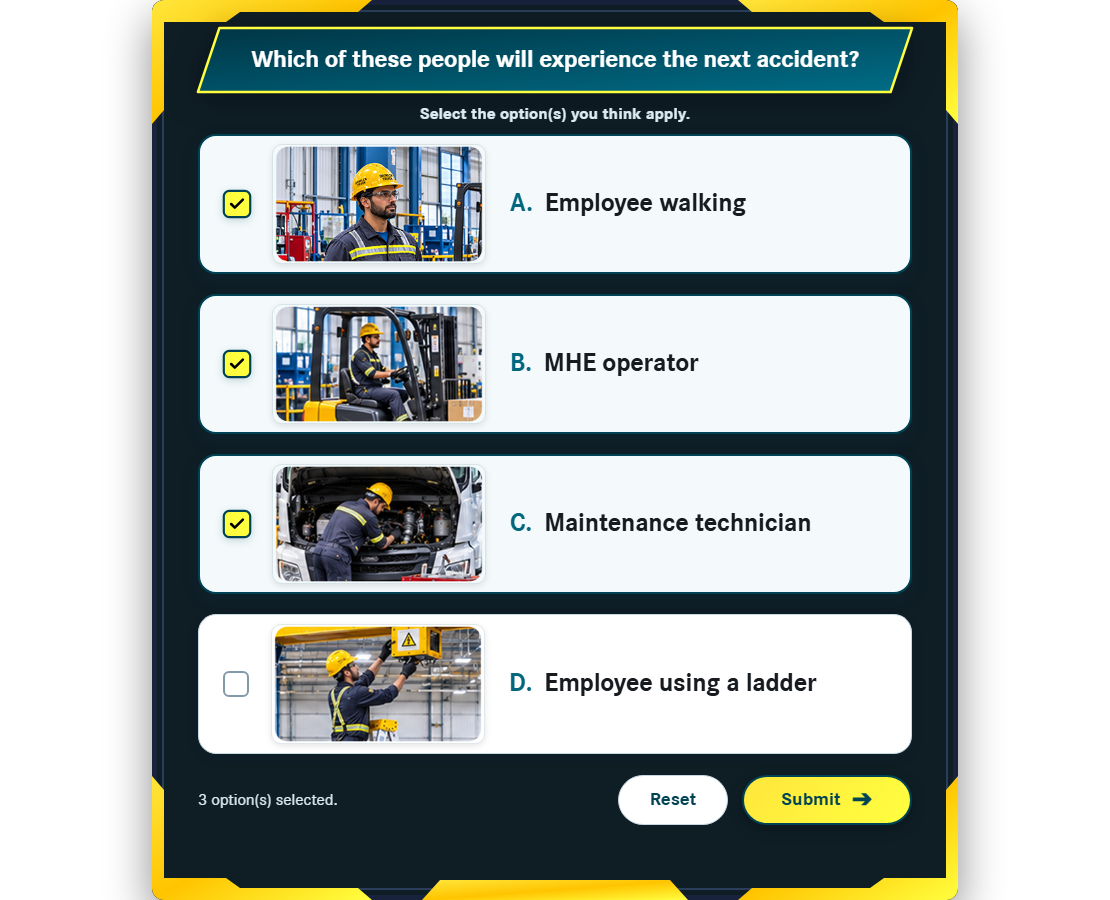 Which of these people will experience the next accident?
Select the option(s) you think apply.
A. Employee walking
B. MHE operator
C. Maintenance technician
D. Employee using a ladder
3 option(s) selected.
Reset
Submit